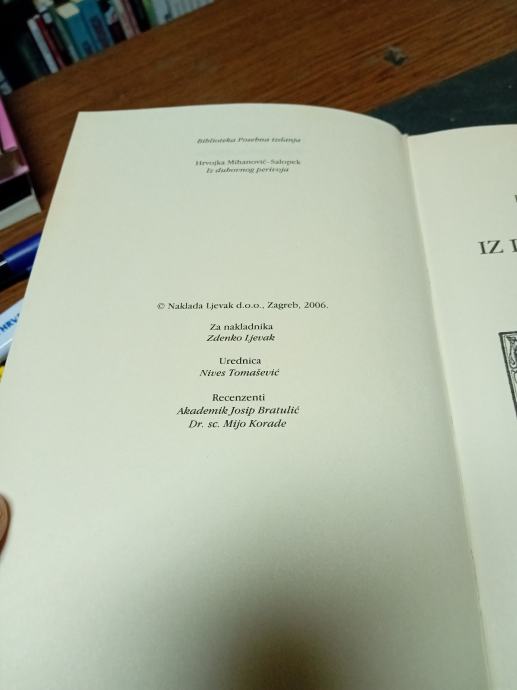 Biblioteka Posebna izdanja
Hrvojka Mihanović-Salopek
Iz duhovnog perivoja
© Naklada Ljevak d.o.o., Zagreb, 2006.
Za nakladnika
Zdenko Ljevak
Urednica
Nives Tomašević
Recenzenti
Akademik Josip Bratulić
Dr. sc. Mijo Korade
IZ